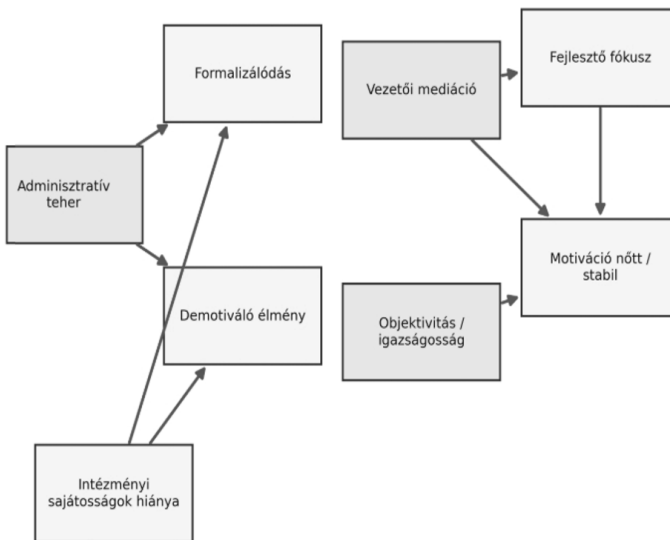 Formalizálódás
Vezetői mediáció
Fejlesztő fókusz
Adminisztratív
teher
Demotiváló élmény
Objektivitás /
igazságosság
Motiváció nőtt /
stabil
Intézményi
sajátosságok hiánya